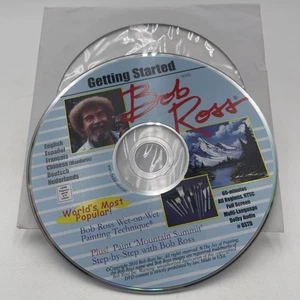 Getting Started
with
Bob
Ross®
English
Español
Français
Chinese (Mandarin)
Deutsch
Nederlands
60-minutes
All Regions, NTSC
Full Screen
Multi-Language
Dolby Audio
World's Most
Popular!
Bob Ross Wet-on-Wet
Painting Technique®
Plus! Paint 'Mountain Summit'
Step-by-Step with Bob Ross